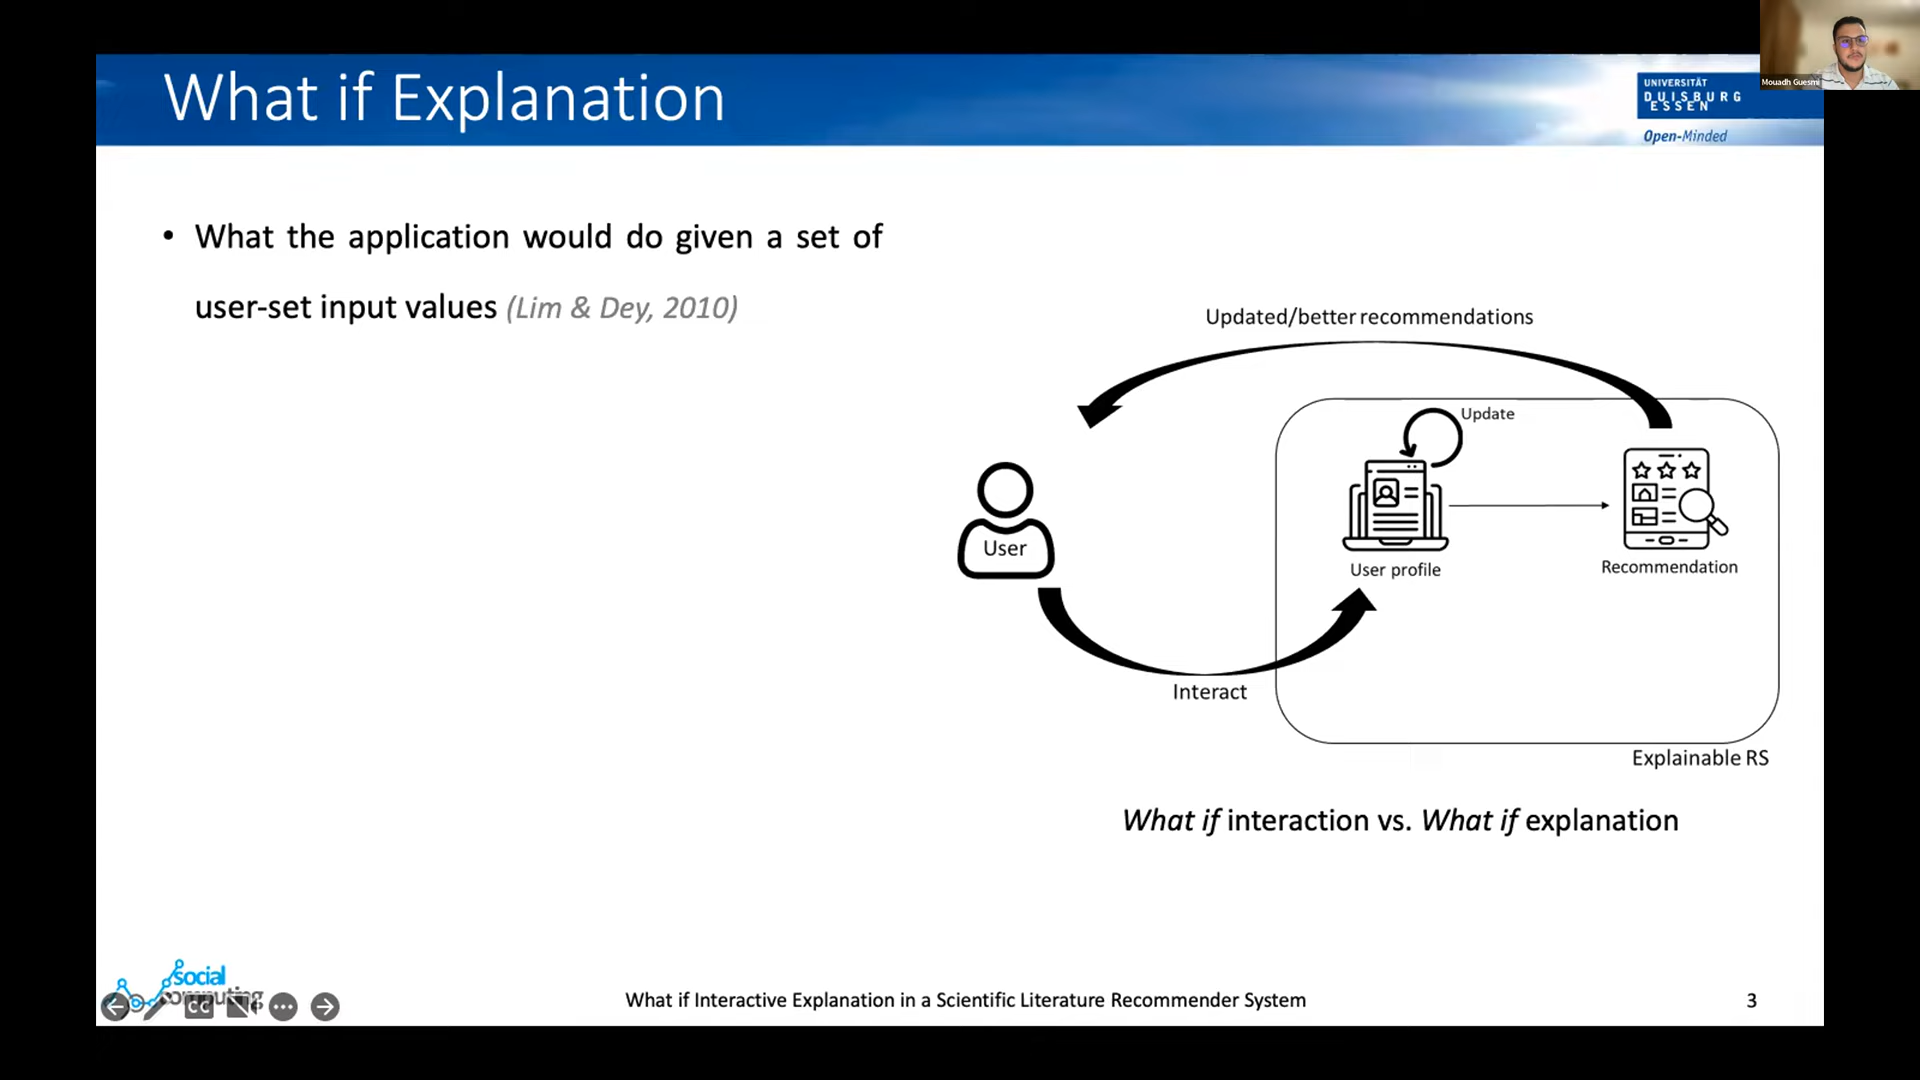 What if Explanation
UNIVERSITÄT
DUISBURG
ESSEN
Open-Minded
Mouadh Guesmi
• What the application would do given a set of
user-set input values (Lim & Dey, 2010)
Updated/better recommendations
Update
User
User profile
Recommendation
Interact
Explainable RS
What if interaction vs. What if explanation
social
computing
CC
What if Interactive Explanation in a Scientific Literature Recommender System
3